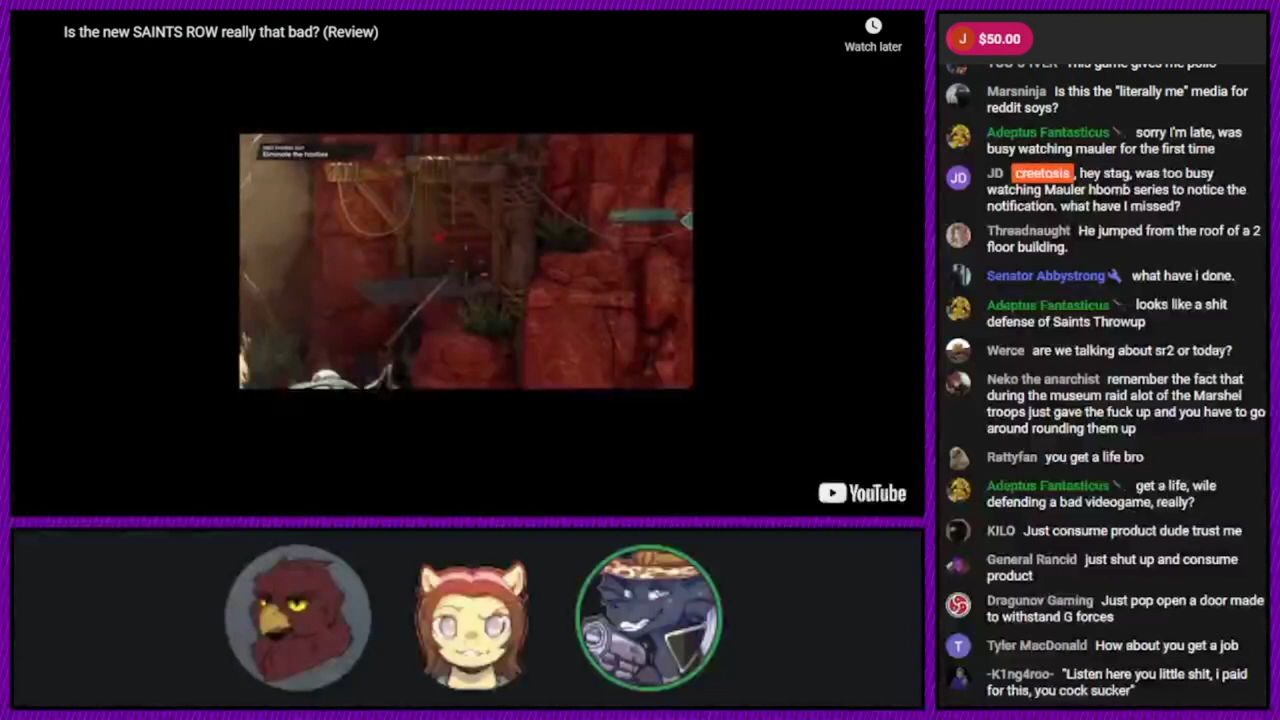 Is the new SAINTS ROW really that bad? (Review)
Watch later
Eliminate the hostiles
YouTube
J $50.00
This game gives me polio
Marsninja Is this the "literally me" media for
reddit soys?
Adeptus Fantasticus sorry I'm late, was
busy watching mauler for the first time
JD JD creetosis, hey stag, was too busy
watching Mauler hbomb series to notice the
notification. what have I missed?
Threadnaught He jumped from the roof of a 2
floor building.
Senator Abbystrong what have i done.
Adeptus Fantasticus looks like a shit
defense of Saints Throwup
Werce are we talking about sr2 or today?
Neko the anarchist remember the fact that
during the museum raid alot of the Marshel
troops just gave the fuck up and you have to go
around rounding them up
Rattyfan you get a life bro
Adeptus Fantasticus get a life, wile
defending a bad videogame, really?
KILO Just consume product dude trust me
General Rancid just shut up and consume
product
Dragunov Gaming Just pop open a door made
to withstand G forces
T Tyler MacDonald How about you get a job
-K1ng4roo- "Listen here you little shit, i paid
for this, you cock sucker"